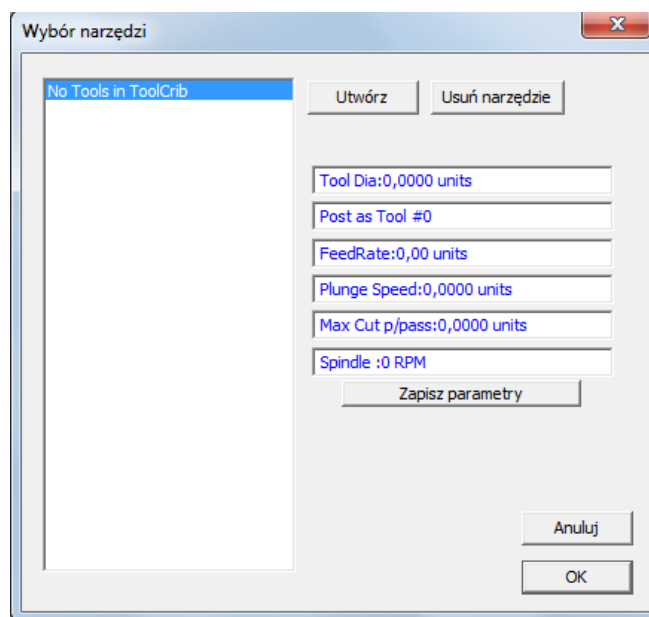 Wybór narzędzi
No Tools in ToolCrib
Utwórz
Usuń narzędzie
Tool Dia:0,0000 units
Post as Tool #0
FeedRate:0,00 units
Plunge Speed:0,0000 units
Max Cut p/pass:0,0000 units
Spindle :0 RPM
Zapisz parametry
Anuluj
OK